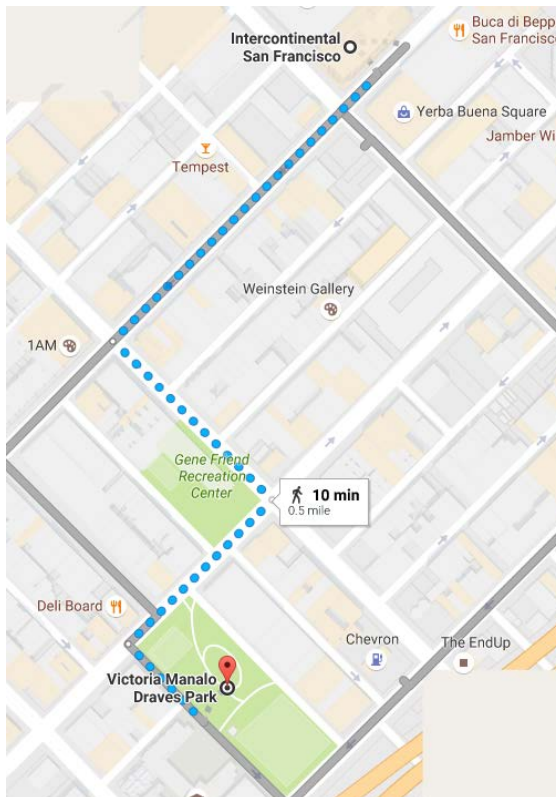 Intercontinental
San Francisco
Buca di Bepp
San Francisc
Yerba Buena Square
Jamber Wi
Tempest
Weinstein Gallery
1AM
Gene Friend
Recreation
Center
10 min
0.5 mile
Deli Board
Chevron
The EndUp
Victoria Manalo
Draves Park